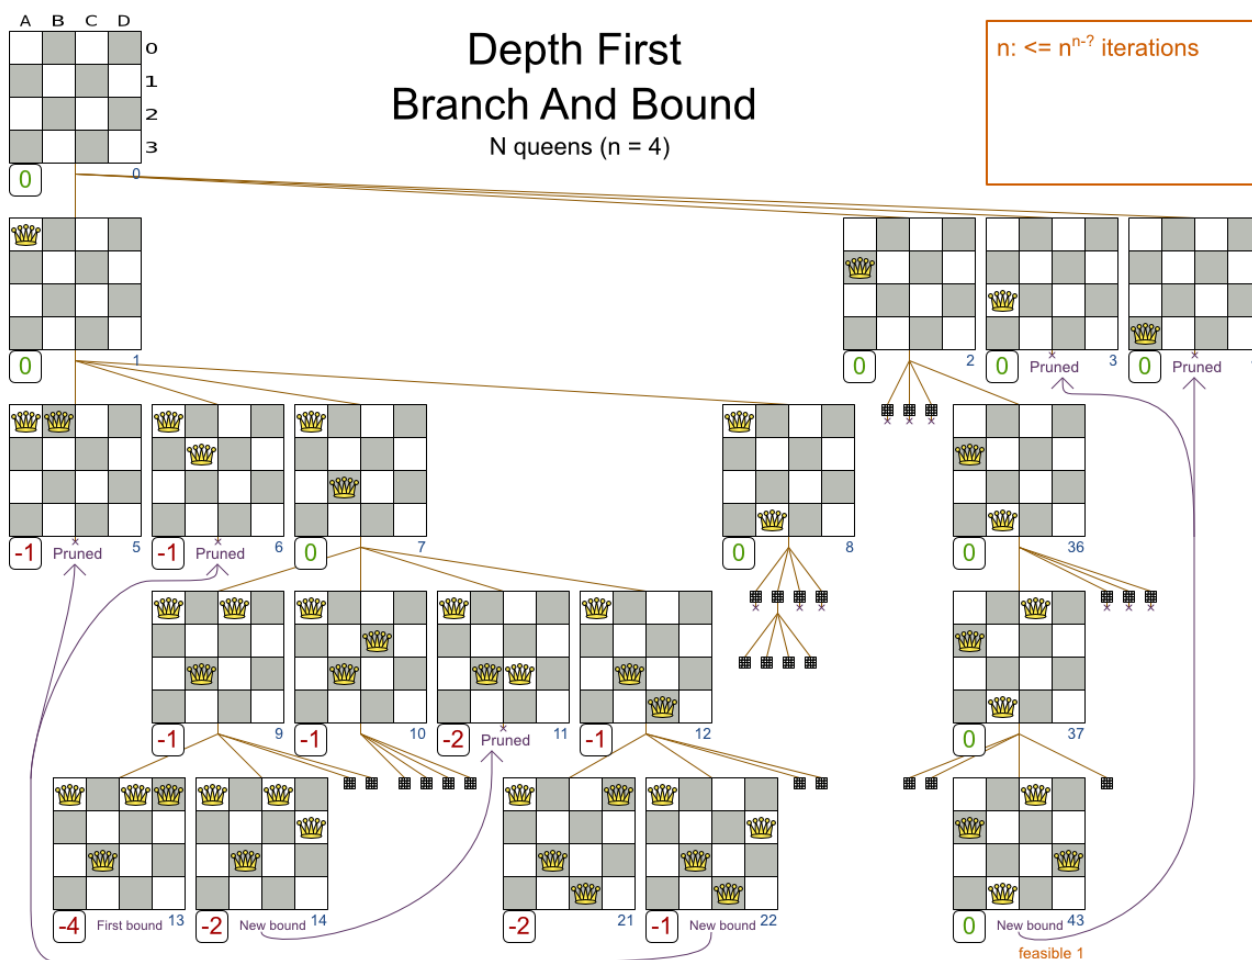 A B C D
Depth First
Branch And Bound
N queens (n = 4)
n: <= n^n-? iterations
0
1
2
3
0 0
0 1
0 2
0 Pruned 3
0 Pruned
-1 Pruned 5
-1 Pruned 6
0 7
0 8
0 36
-1 9
-1 10
-2 Pruned 11
-1 12
0 37
-4 First bound 13
-2 New bound 14
-2 21
-1 New bound 22
0 New bound 43
feasible 1